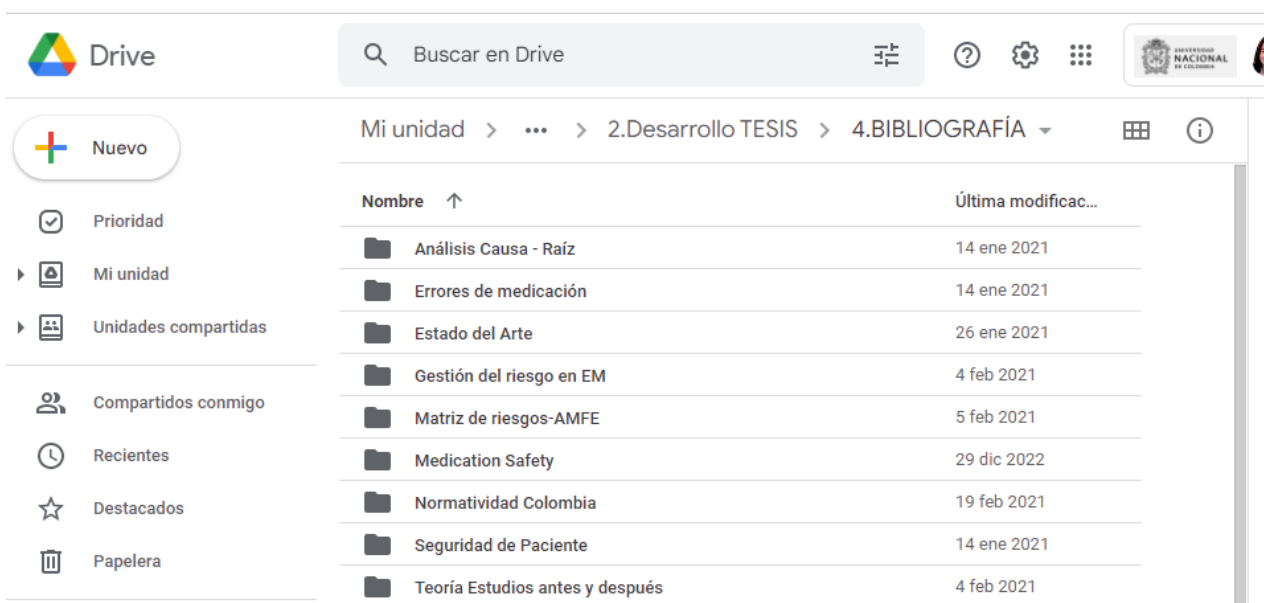 Drive
Buscar en Drive
UNIVERSIDAD
NACIONAL
DE COLOMBIA
Nuevo
Mi unidad > ... > 2.Desarrollo TESIS > 4.BIBLIOGRAFÍA
Nombre Última modificac...
Prioridad
Mi unidad
Unidades compartidas
Compartidos conmigo
Recientes
Destacados
Papelera
Análisis Causa - Raíz 14 ene 2021
Errores de medicación 14 ene 2021
Estado del Arte 26 ene 2021
Gestión del riesgo en EM 4 feb 2021
Matriz de riesgos-AMFE 5 feb 2021
Medication Safety 29 dic 2022
Normatividad Colombia 19 feb 2021
Seguridad de Paciente 14 ene 2021
Teoría Estudios antes y después 4 feb 2021